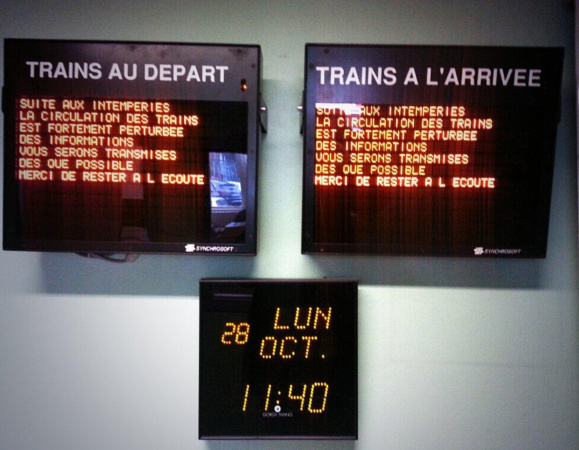 TRAINS AU DEPART
SUITE AUX INTEMPERIES
LA CIRCULATION DES TRAINS
EST FORTEMENT PERTURBEE
DES INFORMATIONS
VOUS SERONS TRANSMISES
DES QUE POSSIBLE
MERCI DE RESTER A L ECOUTE
SYNCHROSOFT
TRAINS A L'ARRIVEE
SUITE AUX INTEMPERIES
LA CIRCULATION DES TRAINS
EST FORTEMENT PERTURBEE
DES INFORMATIONS
VOUS SERONS TRANSMISES
DES QUE POSSIBLE
MERCI DE RESTER A L ECOUTE
SYNCHROSOFT
LUN
28 OCT.
11:40